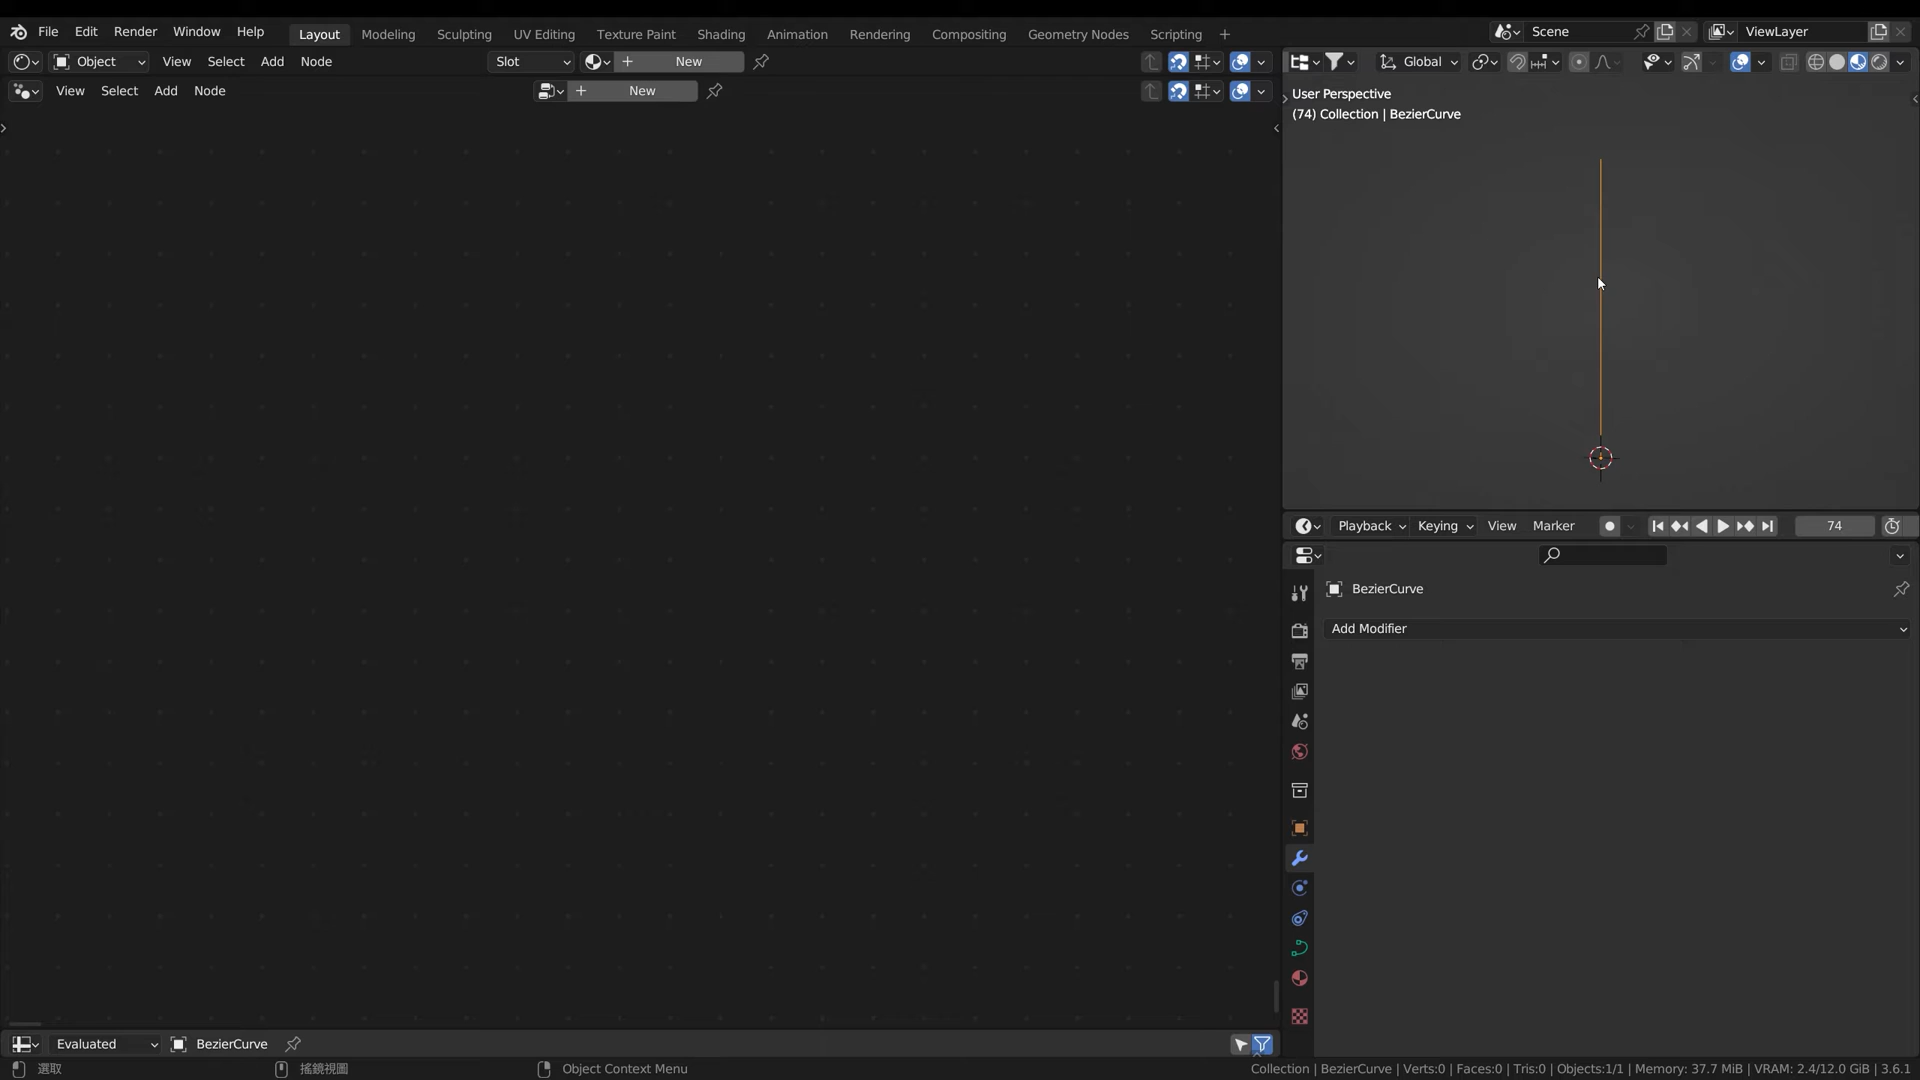 File Edit Render Window Help Layout Modeling Sculpting UV Editing Texture Paint Shading Animation Rendering Compositing Geometry Nodes Scripting + Scene ViewLayer
Object View Select Add Node Slot New Global
View Select Add Node New
User Perspective
(74) Collection | BezierCurve
Playback Keying View Marker 74
BezierCurve
Add Modifier
Evaluated BezierCurve
選取 搖鏡視圖 Object Context Menu Collection | BezierCurve | Verts:0 | Faces:0 | Tris:0 | Objects:1/1 | Memory: 37.7 MiB | VRAM: 2.4/12.0 GiB | 3.6.1